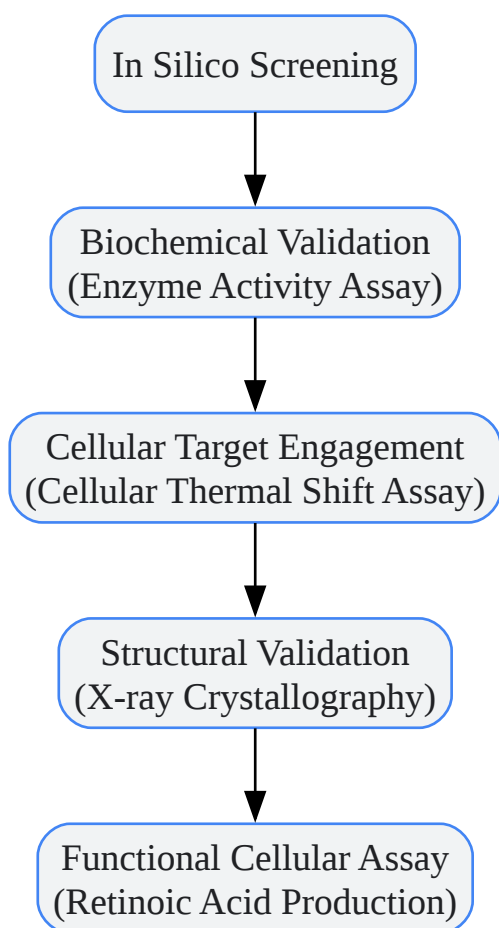 In Silico Screening
Biochemical Validation
(Enzyme Activity Assay)
Cellular Target Engagement
(Cellular Thermal Shift Assay)
Structural Validation
(X-ray Crystallography)
Functional Cellular Assay
(Retinoic Acid Production)